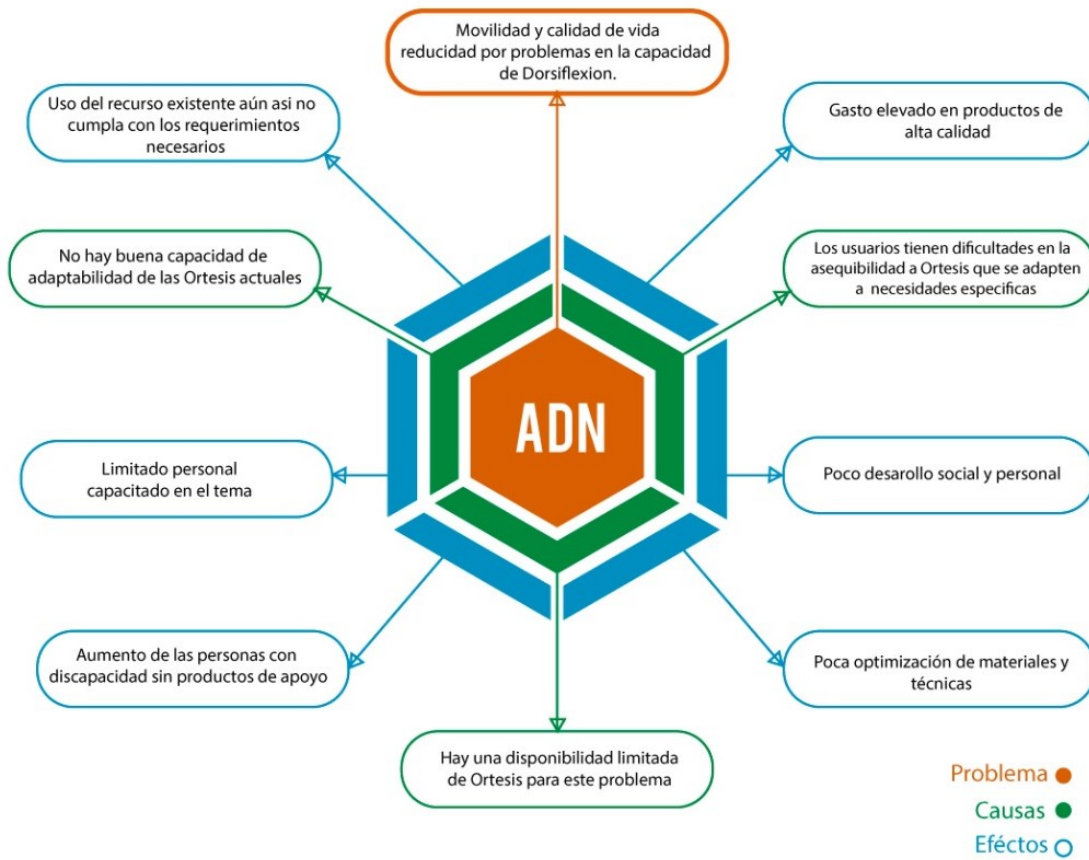 Movilidad y calidad de vida
reducidad por problemas en la capacidad
de Dorsiflexion.
Uso del recurso existente aún asi no
cumpla con los requerimientos
necesarios
Gasto elevado en productos de
alta calidad
No hay buena capacidad de
adaptabilidad de las Ortesis actuales
Los usuarios tienen dificultades en la
asequibilidad a Ortesis que se adapten
a necesidades especificas
ADN
Limitado personal
capacitado en el tema
Poco desarollo social y personal
Aumento de las personas con
discapacidad sin productos de apoyo
Poca optimización de materiales y
técnicas
Hay una disponibilidad limitada
de Ortesis para este problema
Problema
Causas
Eféctos